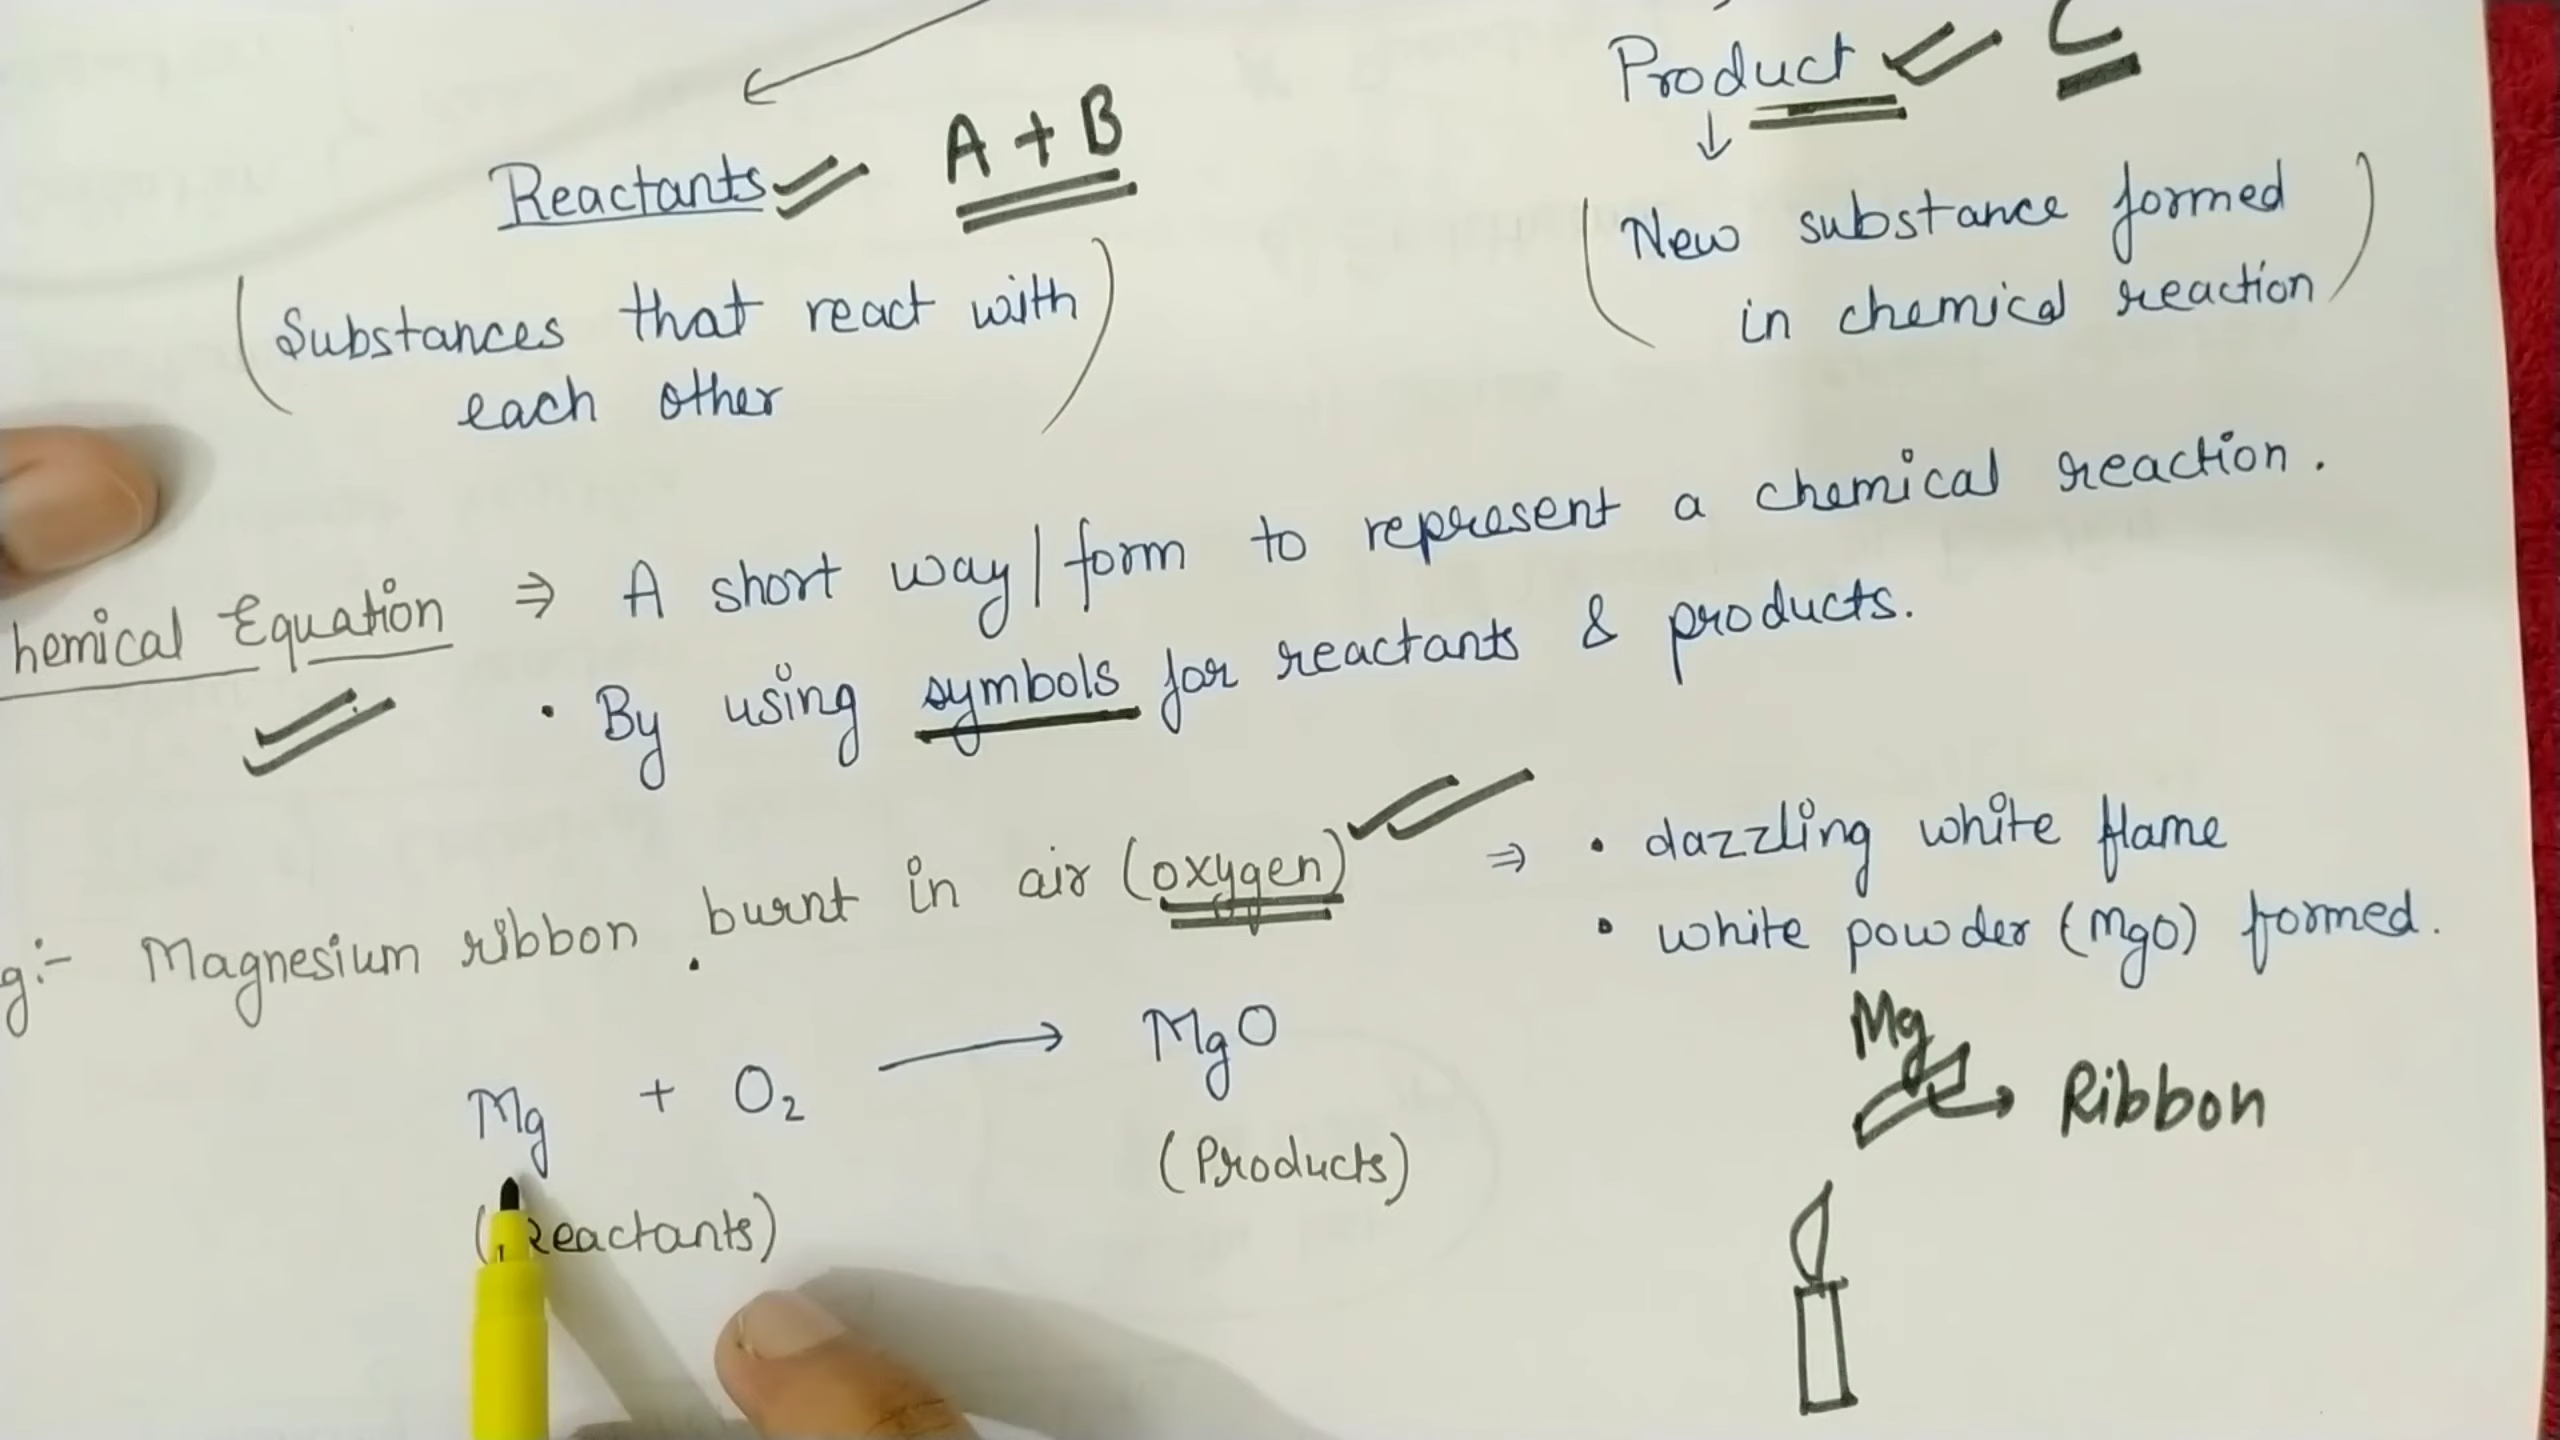 Product C
Reactants A + B
↓
(New substance formed
in chemical reaction)
(Substances that react with
each other)
hemical Equation ⇒ A short way/form to represent a chemical reaction.
• By using symbols for reactants & products.
g:- Magnesium ribbon burnt in air (oxygen) ⇒ • dazzling white flame
• white powder (MgO) formed.
Mg + O₂ → MgO
(Reactants) (Products)
Mg
Ribbon